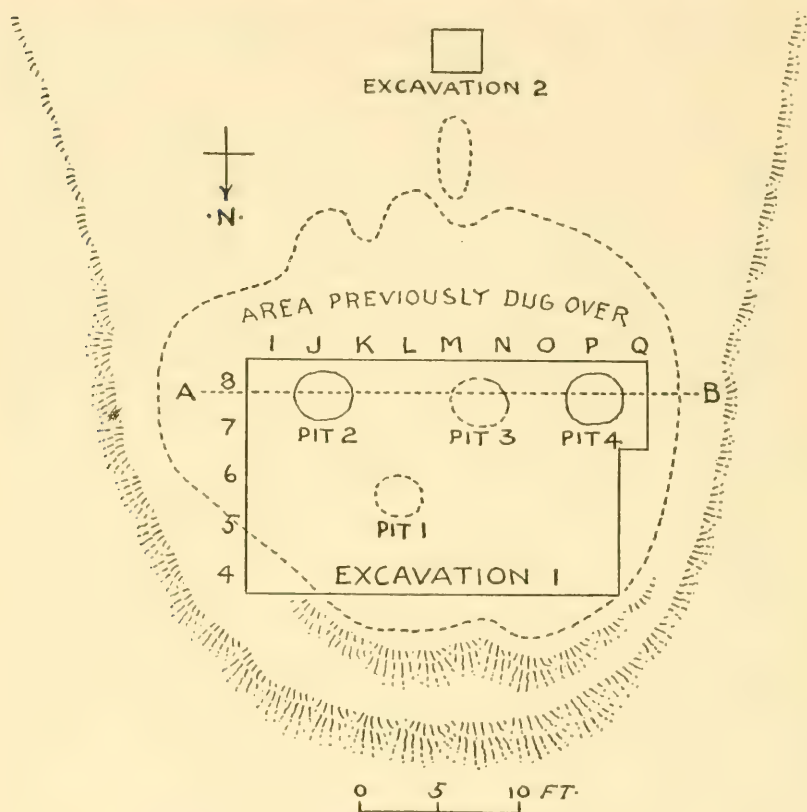 EXCAVATION 2
·N·
AREA PREVIOUSLY DUG OVER
I J K L M N O P Q
A 8 B
7
PIT 2 PIT 3 PIT 4
6
5
PIT 1
4 EXCAVATION I
0 5 10 FT.